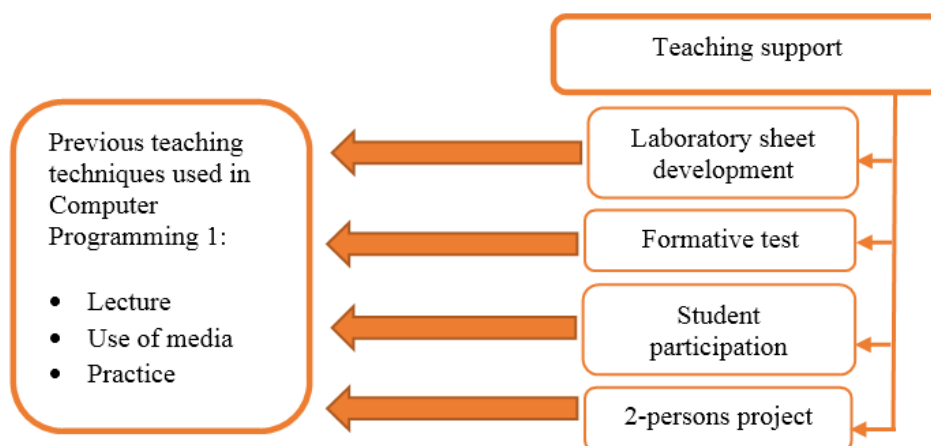 Teaching support
Previous teaching
techniques used in
Computer
Programming 1:
• Lecture
• Use of media
• Practice
Laboratory sheet
development
Formative test
Student
participation
2-persons project